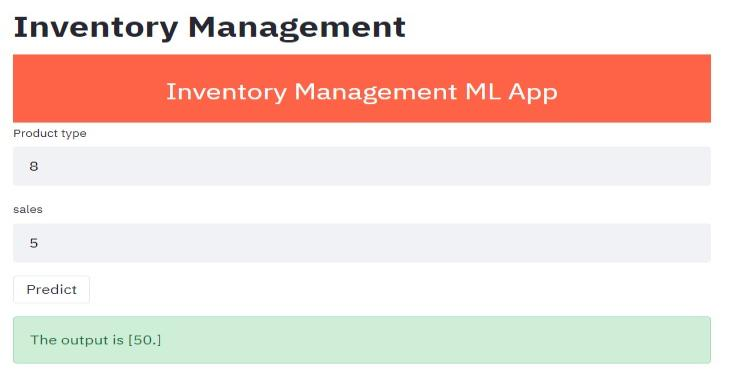 Inventory Management
Inventory Management ML App
Product type
8
sales
5
Predict
The output is [50.]